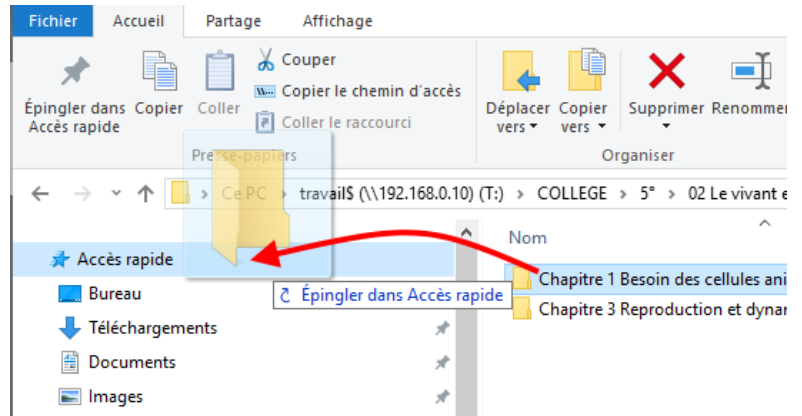 Fichier Accueil Partage Affichage
Épingler dans Accès rapide
Copier
Coller
Couper
Copier le chemin d'accès
Coller le raccourci
Déplacer vers
Copier vers
Supprimer
Renommer
Presse-papiers
Organiser
Ce PC > travail$ (\\192.168.0.10) (T:) > COLLEGE > 5° > 02 Le vivant e
Nom
Accès rapide
Chapitre 1 Besoin des cellules ani
Épingler dans Accès rapide
Bureau
Chapitre 3 Reproduction et dynar
Téléchargements
Documents
Images